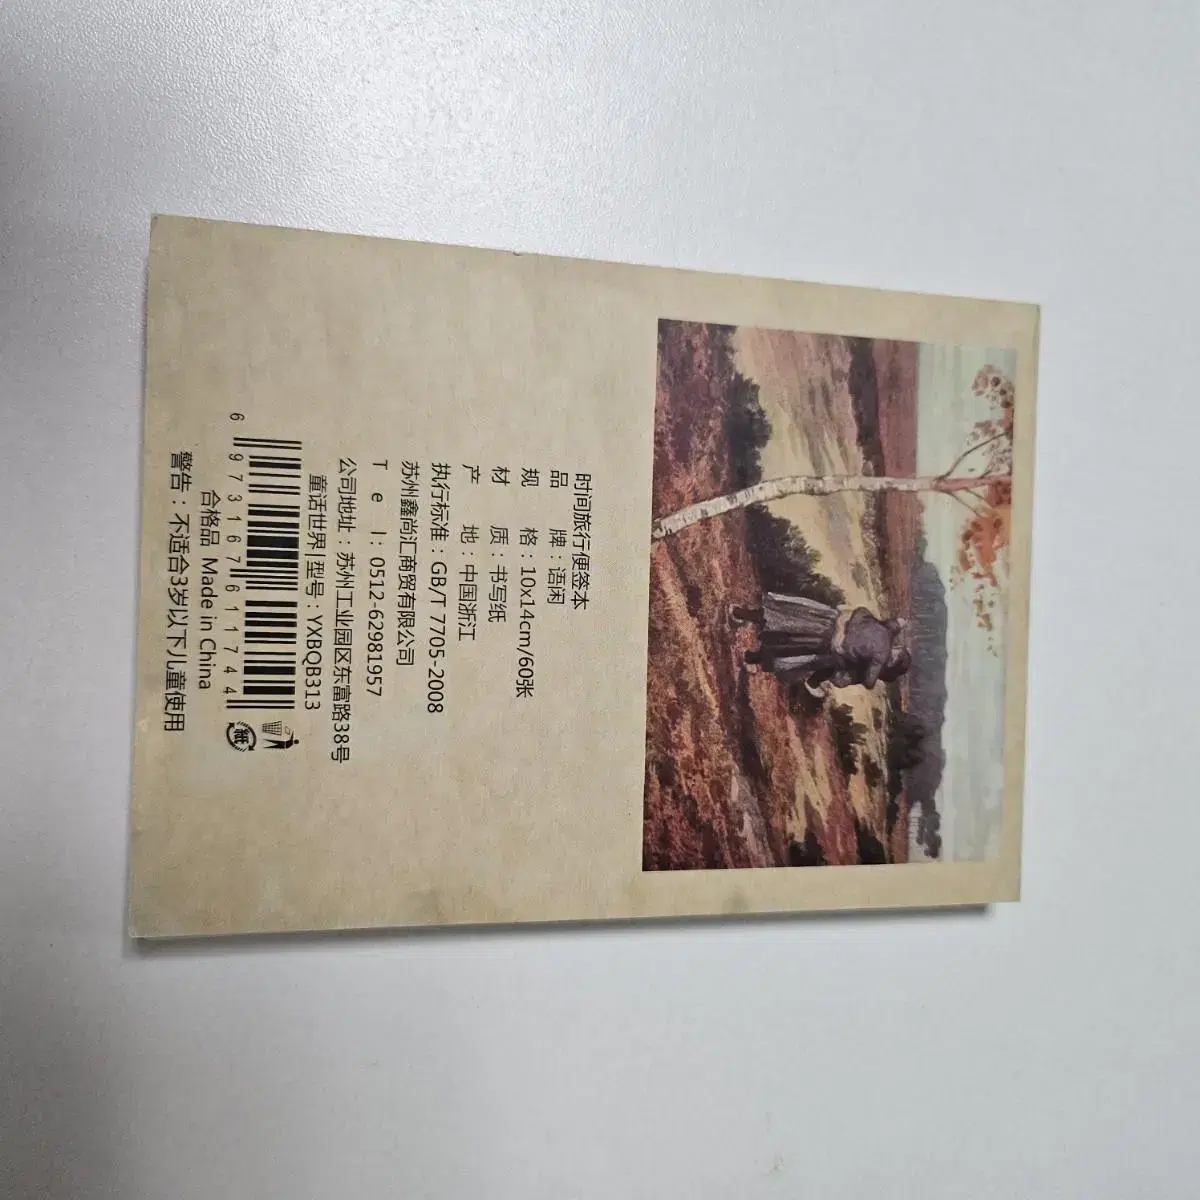 时间旅行便签本
品 牌：语闲
规 格：10x14cm/60张
材 质：书写纸
产 地：中国浙江
执行标准：GB/T 7705-2008
苏州鑫尚汇商贸有限公司
Tel：0512-62981957
公司地址：苏州工业园区东富路38号
童话世界|型号：YXBQB313
6 973167 611744
紙
合格品 Made in China
警告：不适合3岁以下儿童使用